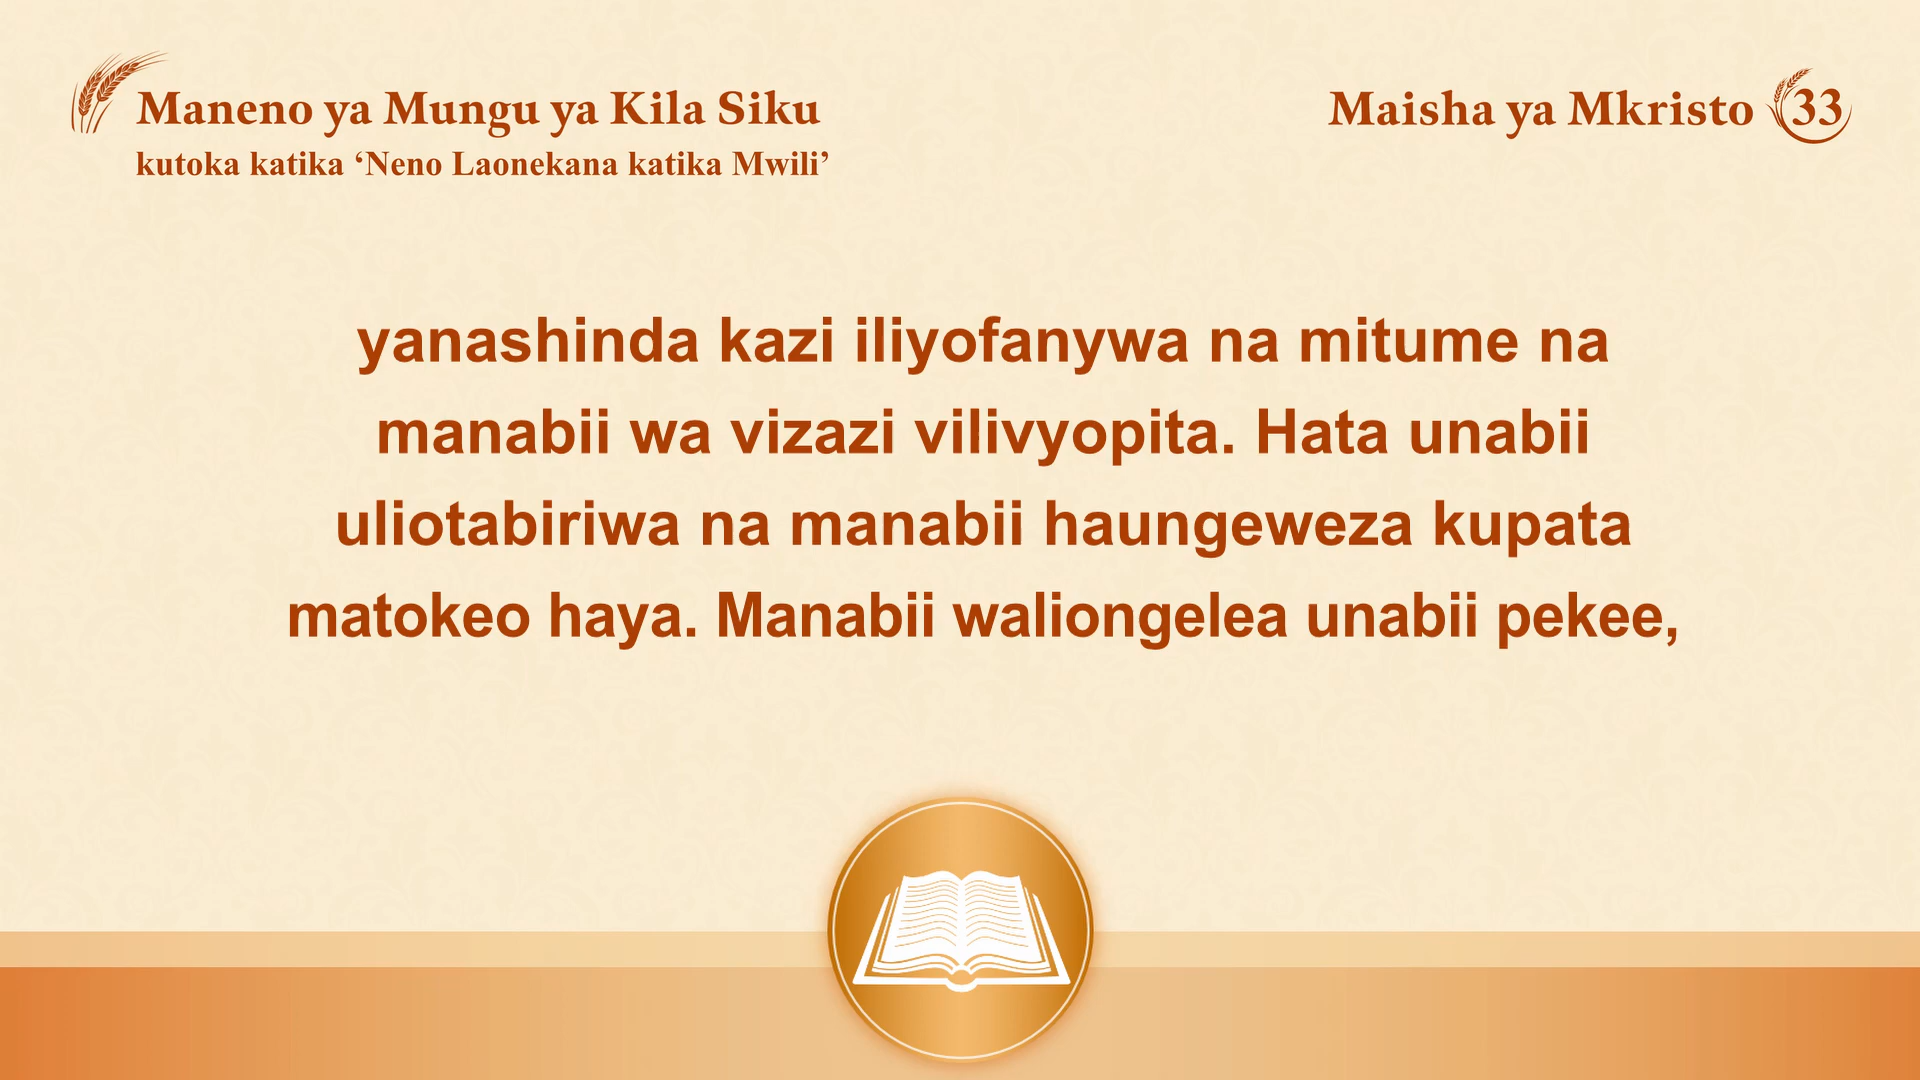 Maneno ya Mungu ya Kila Siku
kutoka katika ‘Neno Laonekana katika Mwili’
Maisha ya Mkristo 33
yanashinda kazi iliyofanywa na mitume na
manabii wa vizazi vilivyopita. Hata unabii
uliotabiriwa na manabii haungeweza kupata
matokeo haya. Manabii waliongelea unabii pekee,